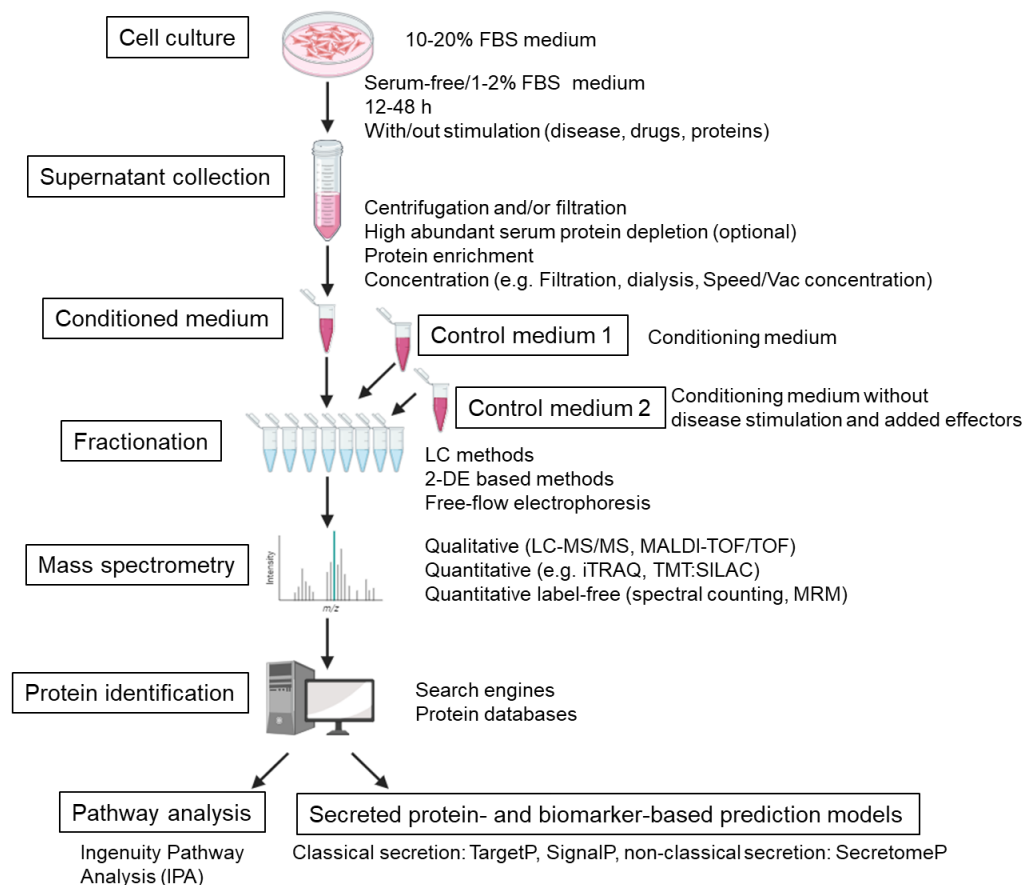 Cell culture
10-20% FBS medium
Serum-free/1-2% FBS medium
12-48 h
With/out stimulation (disease, drugs, proteins)
Supernatant collection
Centrifugation and/or filtration
High abundant serum protein depletion (optional)
Protein enrichment
Concentration (e.g. Filtration, dialysis, Speed/Vac concentration)
Conditioned medium
Control medium 1
Conditioning medium
Control medium 2
Conditioning medium without
disease stimulation and added effectors
Fractionation
LC methods
2-DE based methods
Free-flow electrophoresis
Mass spectrometry
Intensity
m/z
Qualitative (LC-MS/MS, MALDI-TOF/TOF)
Quantitative (e.g. iTRAQ, TMT:SILAC)
Quantitative label-free (spectral counting, MRM)
Protein identification
Search engines
Protein databases
Pathway analysis
Ingenuity Pathway
Analysis (IPA)
Secreted protein- and biomarker-based prediction models
Classical secretion: TargetP, SignalP, non-classical secretion: SecretomeP